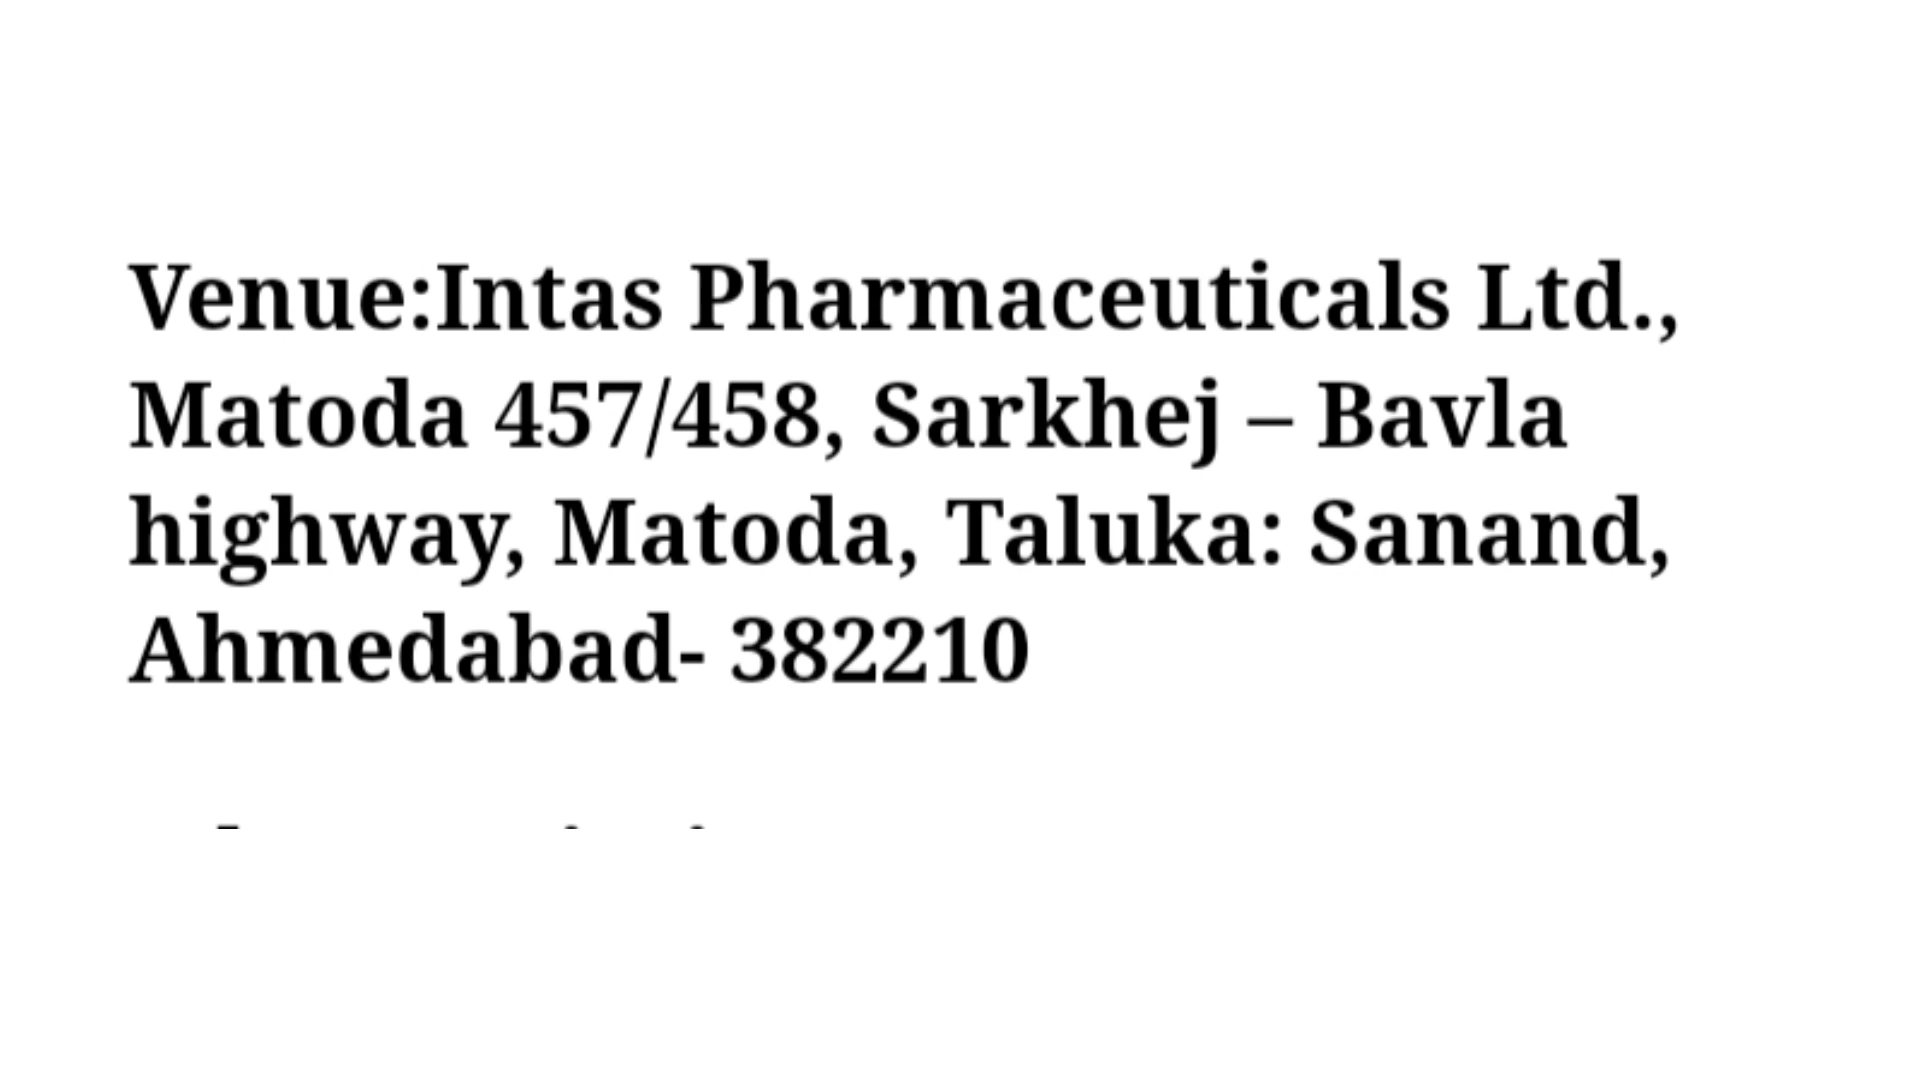 Venue:Intas Pharmaceuticals Ltd.,
Matoda 457/458, Sarkhej – Bavla
highway, Matoda, Taluka: Sanand,
Ahmedabad- 382210